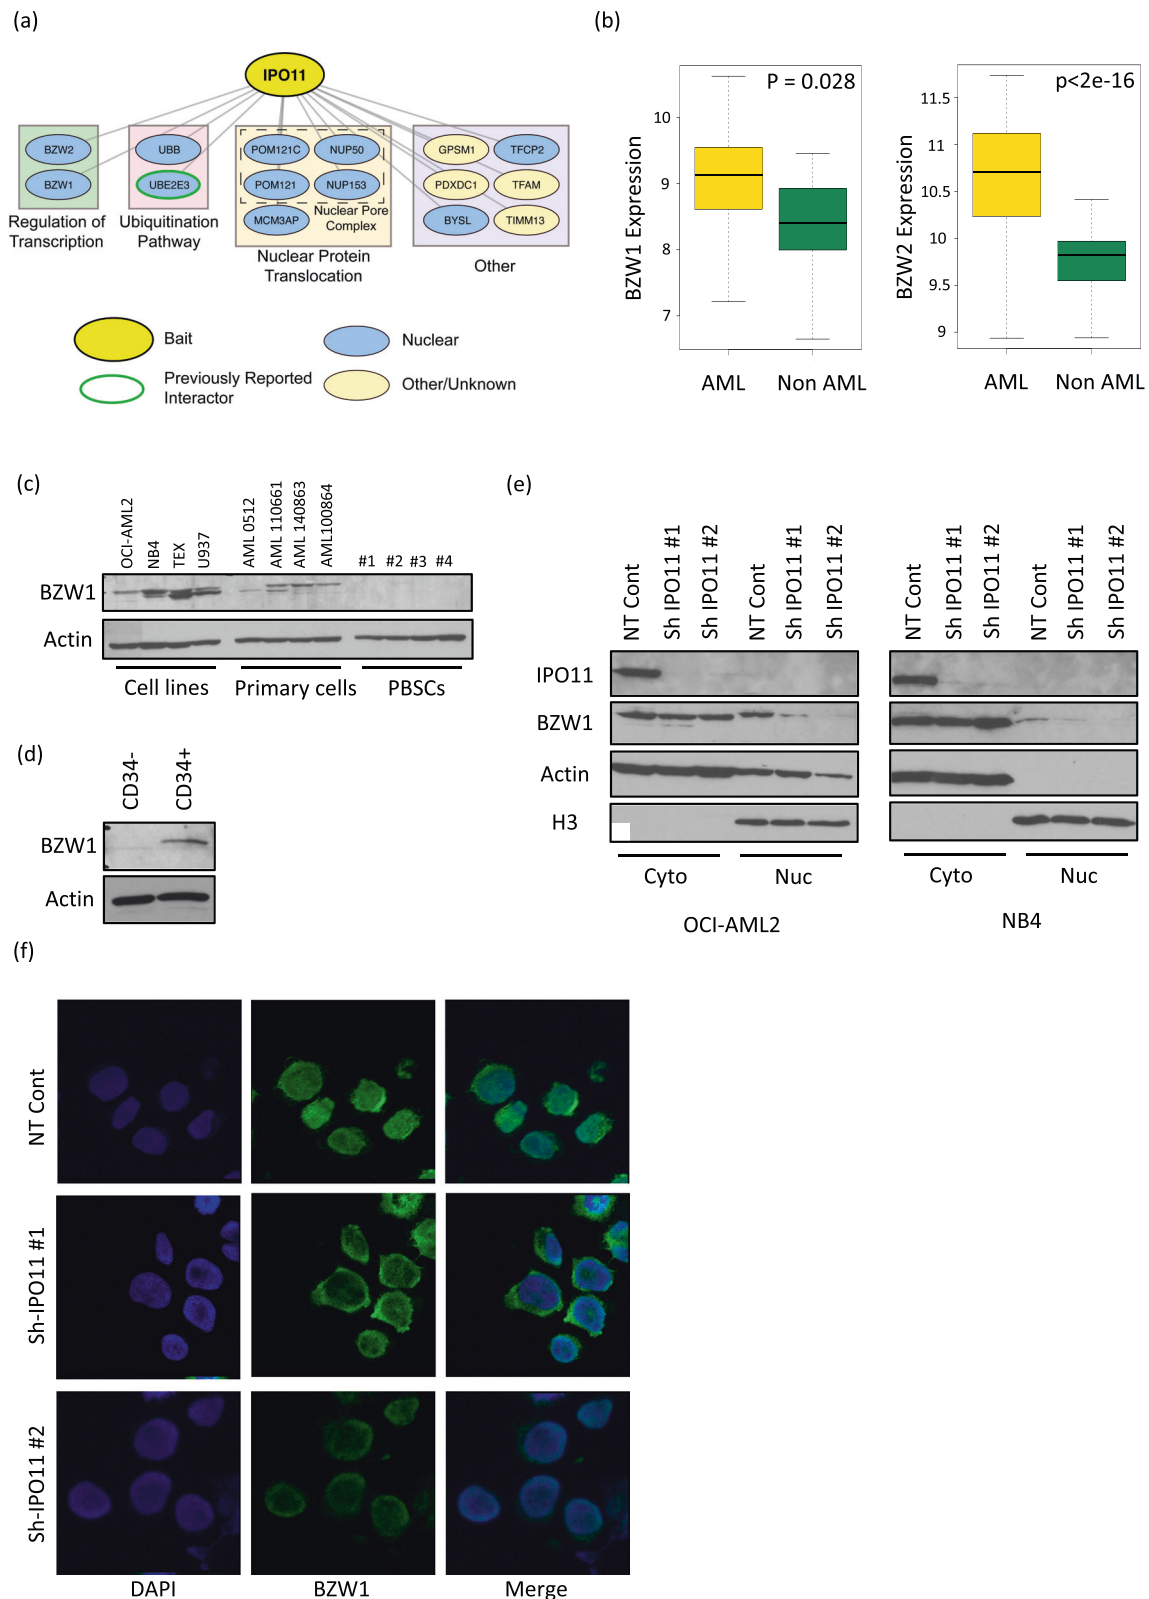 (a)
IPO11
BZW2
BZW1
Regulation of
Transcription
UBB
UBE2E3
Ubiquitination
Pathway
POM121C
NUP50
POM121
NUP153
MCM3AP
Nuclear Pore
Complex
Nuclear Protein
Translocation
GPSM1
TFCP2
PDXDC1
TFAM
BYSL
TIMM13
Other
Bait
Nuclear
Previously Reported
Interactor
Other/Unknown
(b)
BZW1 Expression
10
9
8
7
P = 0.028
AML
Non AML
BZW2 Expression
11.5
11
10.5
10
9.5
9
p<2e-16
AML
Non AML
(c)
OCI-AML2
NB4
TEX
U937
AML 0512
AML 110661
AML 140863
AML100864
#1 #2 #3 #4
BZW1
Actin
Cell lines
Primary cells
PBSCs
(d)
CD34-
CD34+
BZW1
Actin
(e)
NT Cont
Sh IPO11 #1
Sh IPO11 #2
NT Cont
Sh IPO11 #1
Sh IPO11 #2
NT Cont
Sh IPO11 #1
Sh IPO11 #2
NT Cont
Sh IPO11 #1
Sh IPO11 #2
IPO11
BZW1
Actin
H3
Cyto
Nuc
OCI-AML2
Cyto
Nuc
NB4
(f)
NT Cont
Sh-IPO11 #1
Sh-IPO11 #2
DAPI
BZW1
Merge